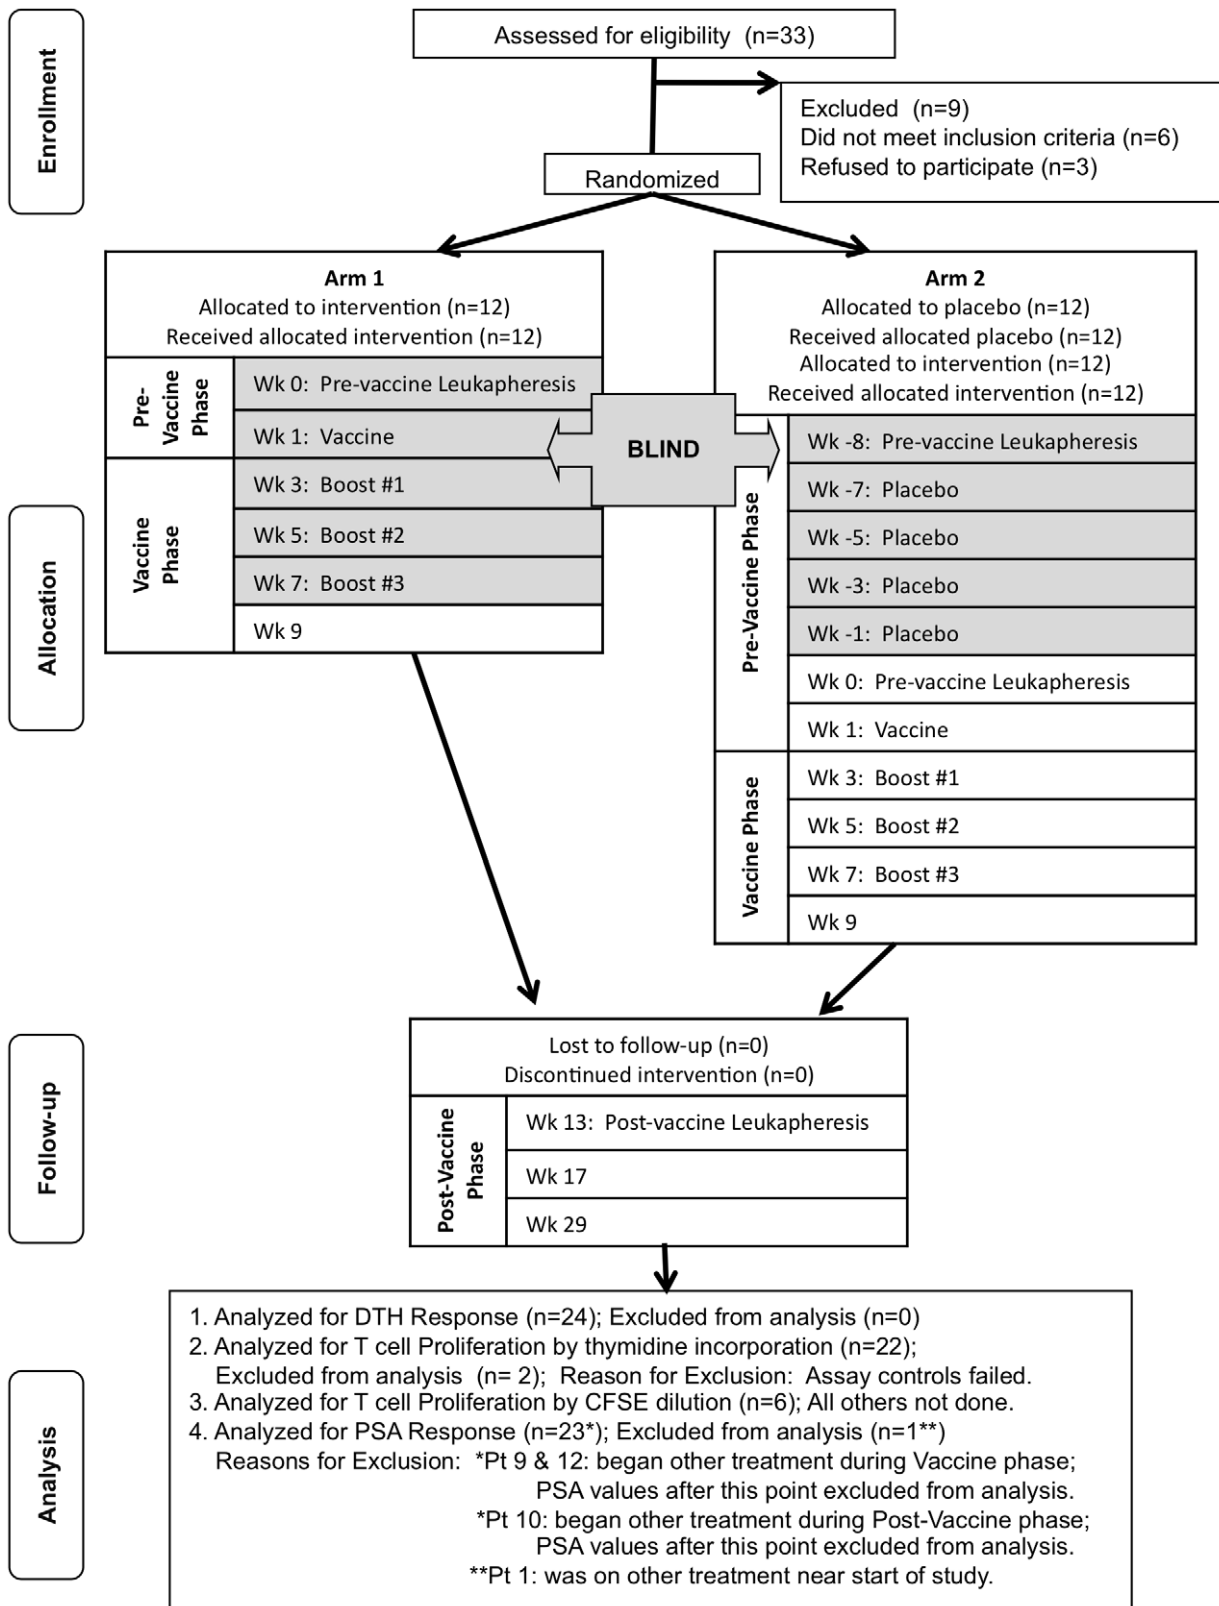 Enrollment
Assessed for eligibility (n=33)
Excluded (n=9)
Did not meet inclusion criteria (n=6)
Refused to participate (n=3)
Randomized
Allocation
Arm 1
Allocated to intervention (n=12)
Received allocated intervention (n=12)
Pre-
Vaccine
Phase
Wk 0: Pre-vaccine Leukapheresis
Wk 1: Vaccine
Vaccine
Phase
Wk 3: Boost #1
Wk 5: Boost #2
Wk 7: Boost #3
Wk 9
BLIND
Arm 2
Allocated to placebo (n=12)
Received allocated placebo (n=12)
Allocated to intervention (n=12)
Received allocated intervention (n=12)
Pre-Vaccine Phase
Wk -8: Pre-vaccine Leukapheresis
Wk -7: Placebo
Wk -5: Placebo
Wk -3: Placebo
Wk -1: Placebo
Wk 0: Pre-vaccine Leukapheresis
Wk 1: Vaccine
Vaccine Phase
Wk 3: Boost #1
Wk 5: Boost #2
Wk 7: Boost #3
Wk 9
Follow-up
Lost to follow-up (n=0)
Discontinued intervention (n=0)
Post-Vaccine
Phase
Wk 13: Post-vaccine Leukapheresis
Wk 17
Wk 29
Analysis
1. Analyzed for DTH Response (n=24); Excluded from analysis (n=0)
2. Analyzed for T cell Proliferation by thymidine incorporation (n=22);
Excluded from analysis (n= 2); Reason for Exclusion: Assay controls failed.
3. Analyzed for T cell Proliferation by CFSE dilution (n=6); All others not done.
4. Analyzed for PSA Response (n=23*); Excluded from analysis (n=1**)
Reasons for Exclusion: *Pt 9 & 12: began other treatment during Vaccine phase;
PSA values after this point excluded from analysis.
*Pt 10: began other treatment during Post-Vaccine phase;
PSA values after this point excluded from analysis.
**Pt 1: was on other treatment near start of study.